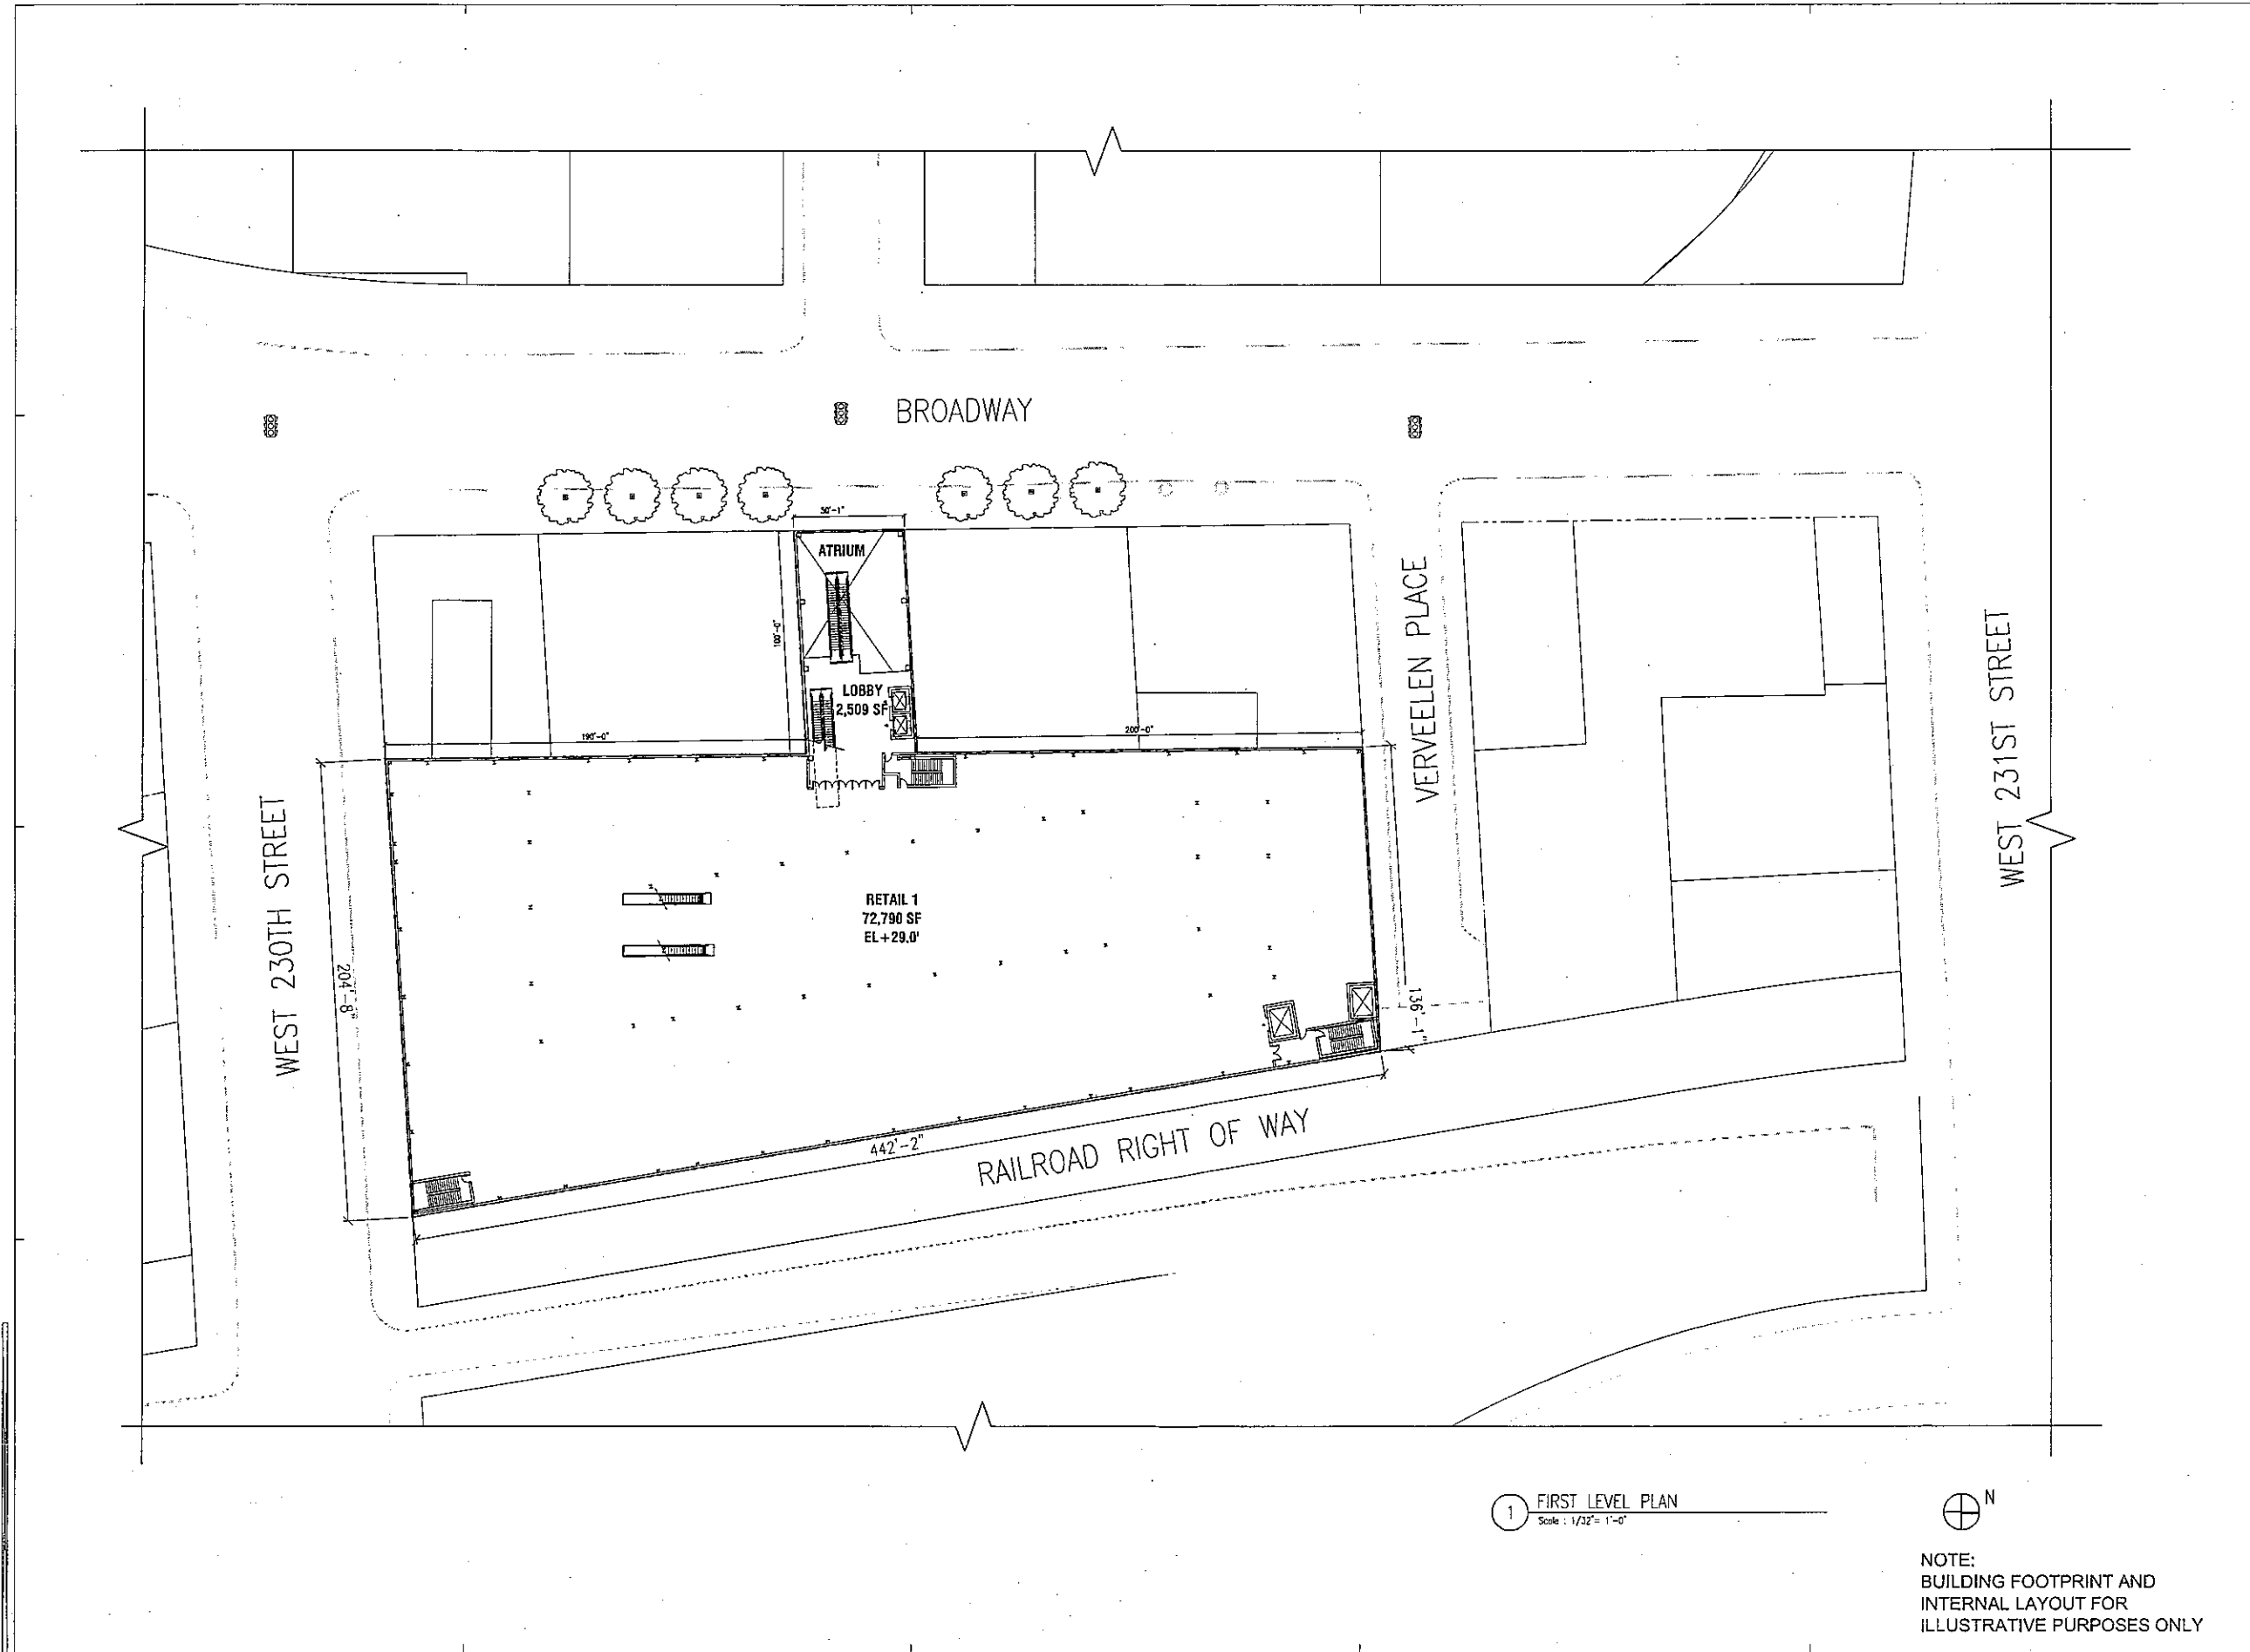 BROADWAY
50'-1"
ATRIUM
100'-0"
LOBBY
2,509 SF
190'-0"
200'-0"
VERVEELEN PLACE
WEST 231ST STREET
WEST 230TH STREET
204'-8"
RETAIL 1
72,790 SF
EL+29.0'
136'-1"
442'-2"
RAILROAD RIGHT OF WAY
1
FIRST LEVEL PLAN
Scale : 1/32"= 1'-0"
N
NOTE:
BUILDING FOOTPRINT AND
INTERNAL LAYOUT FOR
ILLUSTRATIVE PURPOSES ONLY